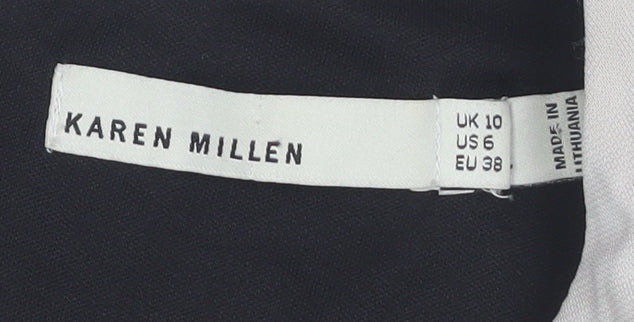 KAREN MILLEN
UK 10
US 6
EU 38
MADE IN
LITHUANIA